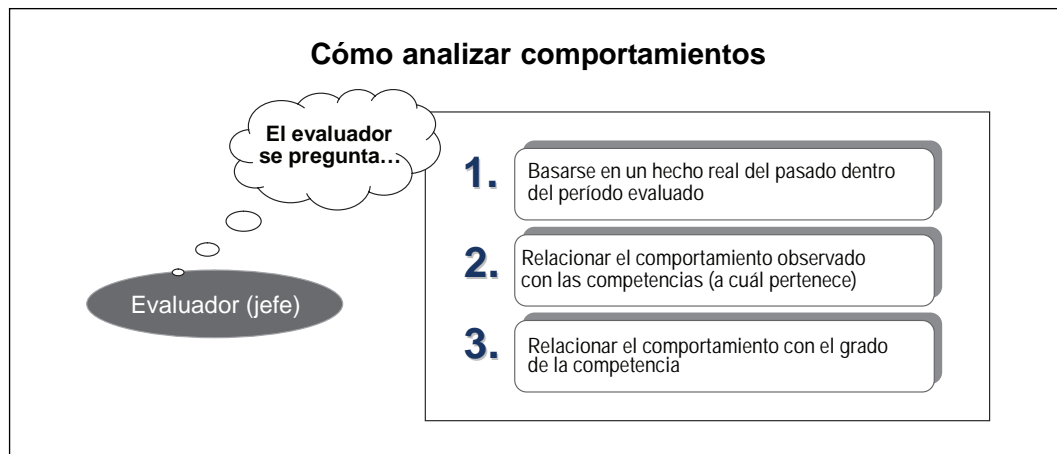 Cómo analizar comportamientos
El evaluador
se pregunta…
1.
Basarse en un hecho real del pasado dentro
del período evaluado
2.
Relacionar el comportamiento observado
con las competencias (a cuál pertenece)
3.
Relacionar el comportamiento con el grado
de la competencia
Evaluador (jefe)